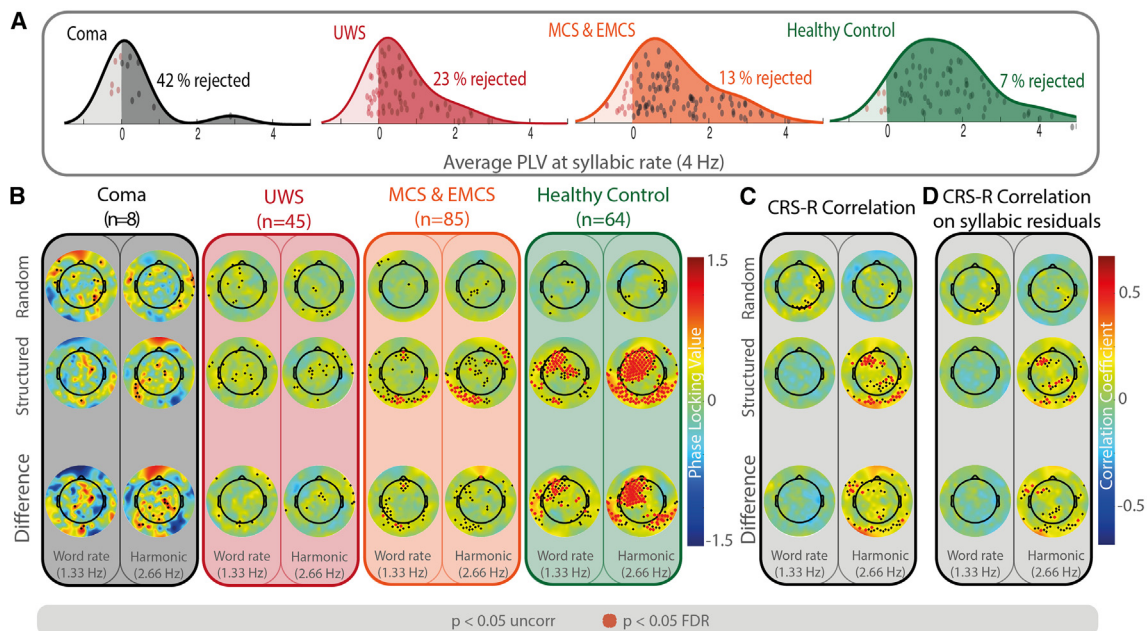 A
Coma
UWS
MCS & EMCS
Healthy Control
42 % rejected
23 % rejected
13 % rejected
7 % rejected
0 2 4
0 2 4
0 2 4
0 2 4
Average PLV at syllabic rate (4 Hz)
B
Coma
(n=8)
UWS
(n=45)
MCS & EMCS
(n=85)
Healthy Control
(n=64)
Random
Structured
Difference
Word rate
(1.33 Hz)
Harmonic
(2.66 Hz)
Word rate
(1.33 Hz)
Harmonic
(2.66 Hz)
Word rate
(1.33 Hz)
Harmonic
(2.66 Hz)
Word rate
(1.33 Hz)
Harmonic
(2.66 Hz)
1.5
0
-1.5
Phase Locking Value
C
CRS-R Correlation
Random
Structured
Difference
Word rate
(1.33 Hz)
Harmonic
(2.66 Hz)
D
CRS-R Correlation
on syllabic residuals
Word rate
(1.33 Hz)
Harmonic
(2.66 Hz)
0.5
0
-0.5
Correlation Coefficient
p < 0.05 uncorr
p < 0.05 FDR